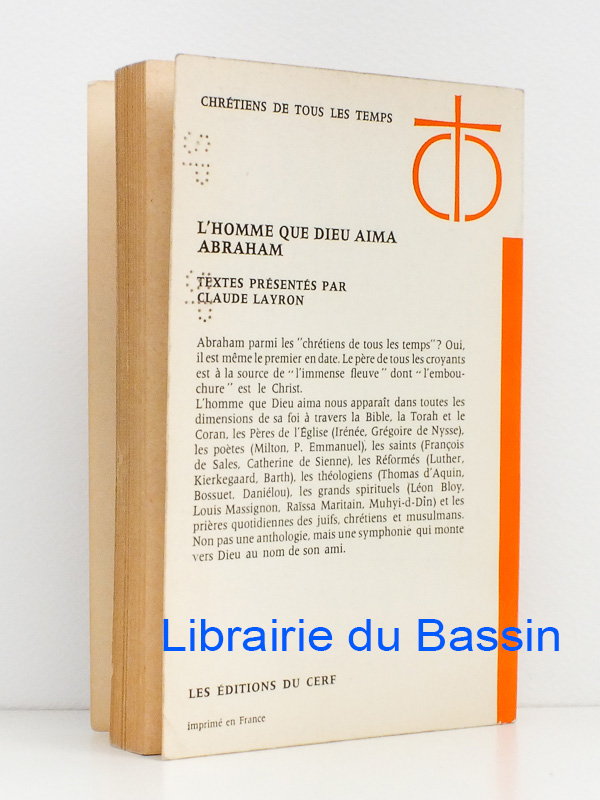 CHRÉTIENS DE TOUS LES TEMPS
L'HOMME QUE DIEU AIMA
ABRAHAM
TEXTES PRÉSENTÉS PAR
CLAUDE LAYRON
Abraham parmi les "chrétiens de tous les temps"? Oui,
il est même le premier en date. Le père de tous les croyants
est à la source de "l'immense fleuve" dont "l'embou-
chure" est le Christ.
L'homme que Dieu aima nous apparaît dans toutes les
dimensions de sa foi à travers la Bible, la Torah et le
Coran, les Pères de l'Église (Irénée, Grégoire de Nysse),
les poètes (Milton, P. Emmanuel), les saints (François
de Sales, Catherine de Sienne), les Réformés (Luther,
Kierkegaard, Barth), les théologiens (Thomas d'Aquin,
Bossuet, Daniélou), les grands spirituels (Léon Bloy,
Louis Massignon, Raïssa Maritain, Muhyi-d-Dîn) et les
prières quotidiennes des juifs, chrétiens et musulmans.
Non pas une anthologie, mais une symphonie qui monte
vers Dieu au nom de son ami.
Librairie du Bassin
LES ÉDITIONS DU CERF
imprimé en France